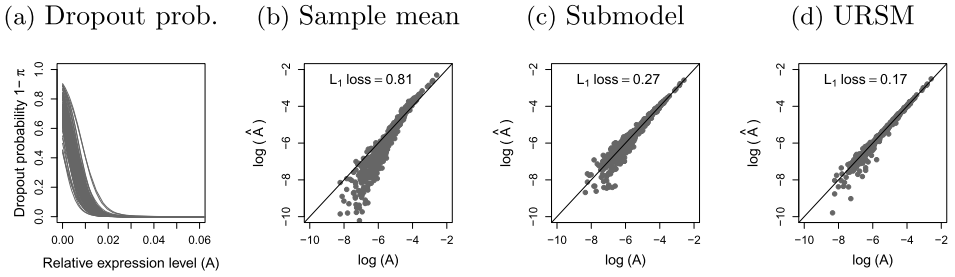 (a) Dropout prob.
(b) Sample mean
(c) Submodel
(d) URSM
Dropout probability 1− π
1.0
0.8
0.6
0.4
0.2
0.0
0.00
0.02
0.04
0.06
Relative expression level (A)
L₁ loss = 0.81
log ( Â )
−2
−4
−6
−8
−10
−10
−8
−6
−4
−2
log (A)
L₁ loss = 0.27
log ( Â )
−2
−4
−6
−8
−10
−10
−8
−6
−4
−2
log (A)
L₁ loss = 0.17
log ( Â )
−2
−4
−6
−8
−10
−10
−8
−6
−4
−2
log (A)